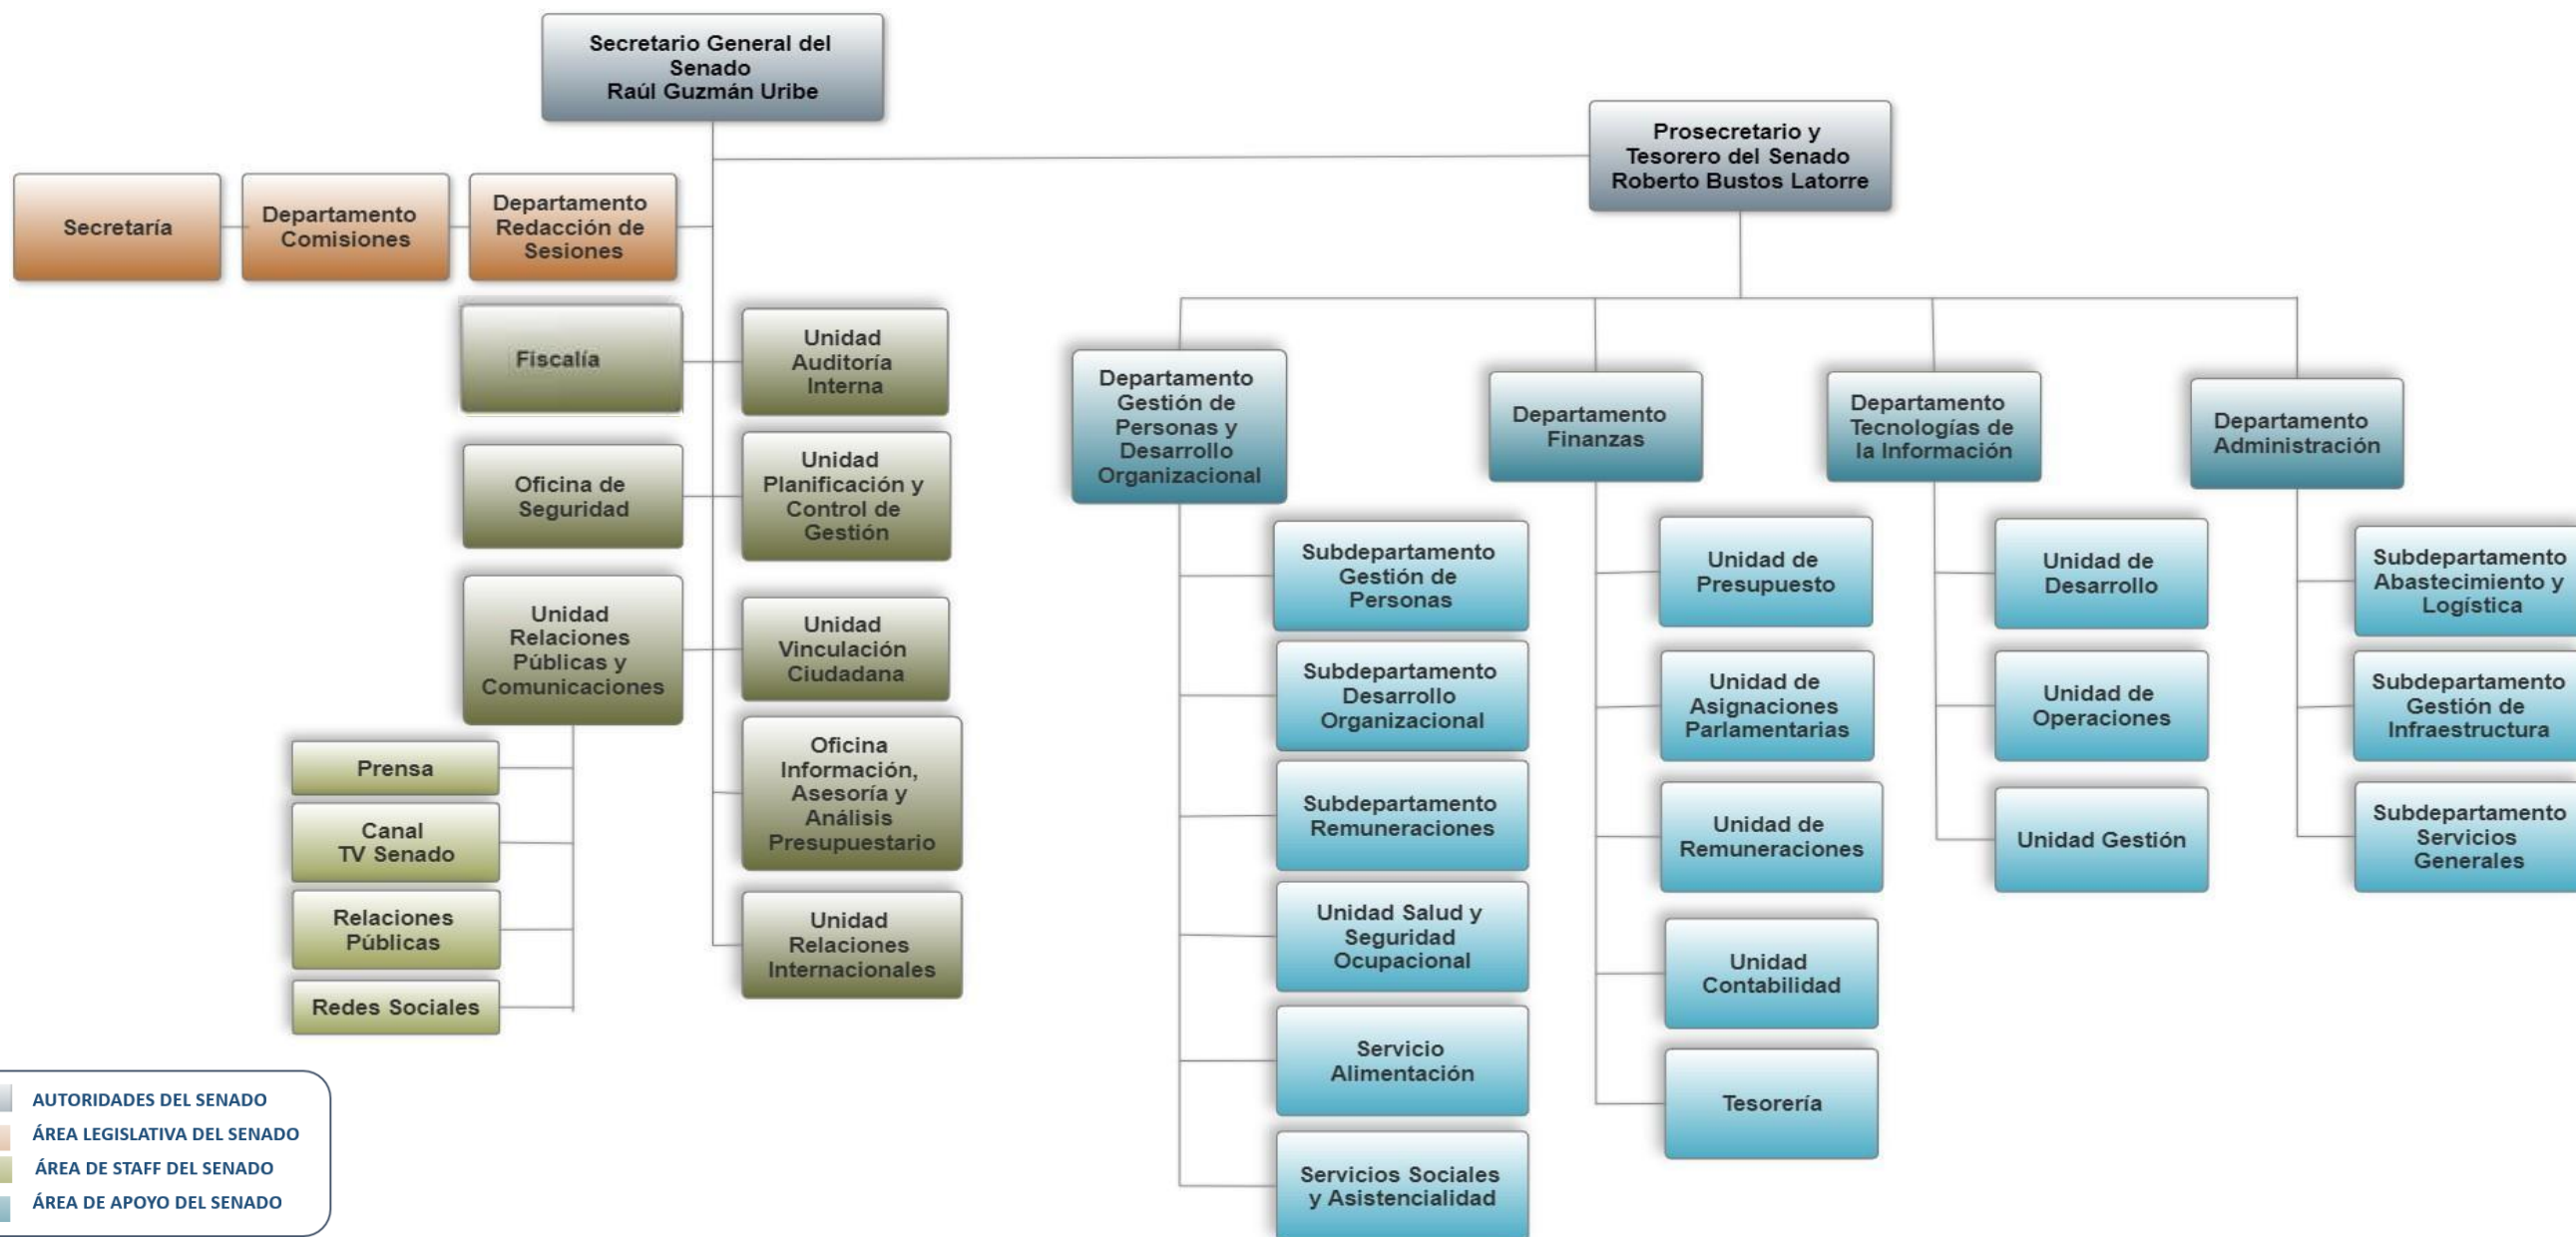 Secretario General del
Senado
Raúl Guzmán Uribe
Prosecretario y
Tesorero del Senado
Roberto Bustos Latorre
Secretaría
Departamento
Comisiones
Departamento
Redacción de
Sesiones
Fiscalía
Unidad
Auditoría
Interna
Oficina de
Seguridad
Unidad
Planificación y
Control de
Gestión
Unidad
Relaciones
Públicas y
Comunicaciones
Unidad
Vinculación
Ciudadana
Prensa
Canal
TV Senado
Relaciones
Públicas
Redes Sociales
Oficina
Información,
Asesoría y
Análisis
Presupuestario
Unidad
Relaciones
Internacionales
Departamento
Gestión de
Personas y
Desarrollo
Organizacional
Subdepartamento
Gestión de
Personas
Subdepartamento
Desarrollo
Organizacional
Subdepartamento
Remuneraciones
Unidad Salud y
Seguridad
Ocupacional
Servicio
Alimentación
Servicios Sociales
y Asistencialidad
Departamento
Finanzas
Unidad de
Presupuesto
Unidad de
Asignaciones
Parlamentarias
Unidad de
Remuneraciones
Unidad
Contabilidad
Tesorería
Departamento
Tecnologías de
la Información
Unidad de
Desarrollo
Unidad de
Operaciones
Unidad Gestión
Departamento
Administración
Subdepartamento
Abastecimiento y
Logística
Subdepartamento
Gestión de
Infraestructura
Subdepartamento
Servicios
Generales
AUTORIDADES DEL SENADO
ÁREA LEGISLATIVA DEL SENADO
ÁREA DE STAFF DEL SENADO
ÁREA DE APOYO DEL SENADO